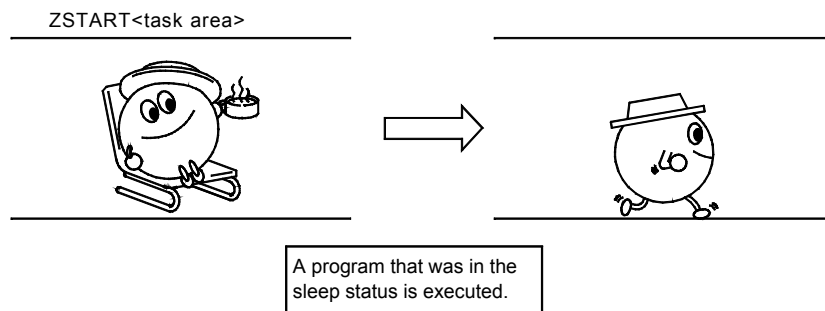 ZSTART<task area>
A program that was in the
sleep status is executed.